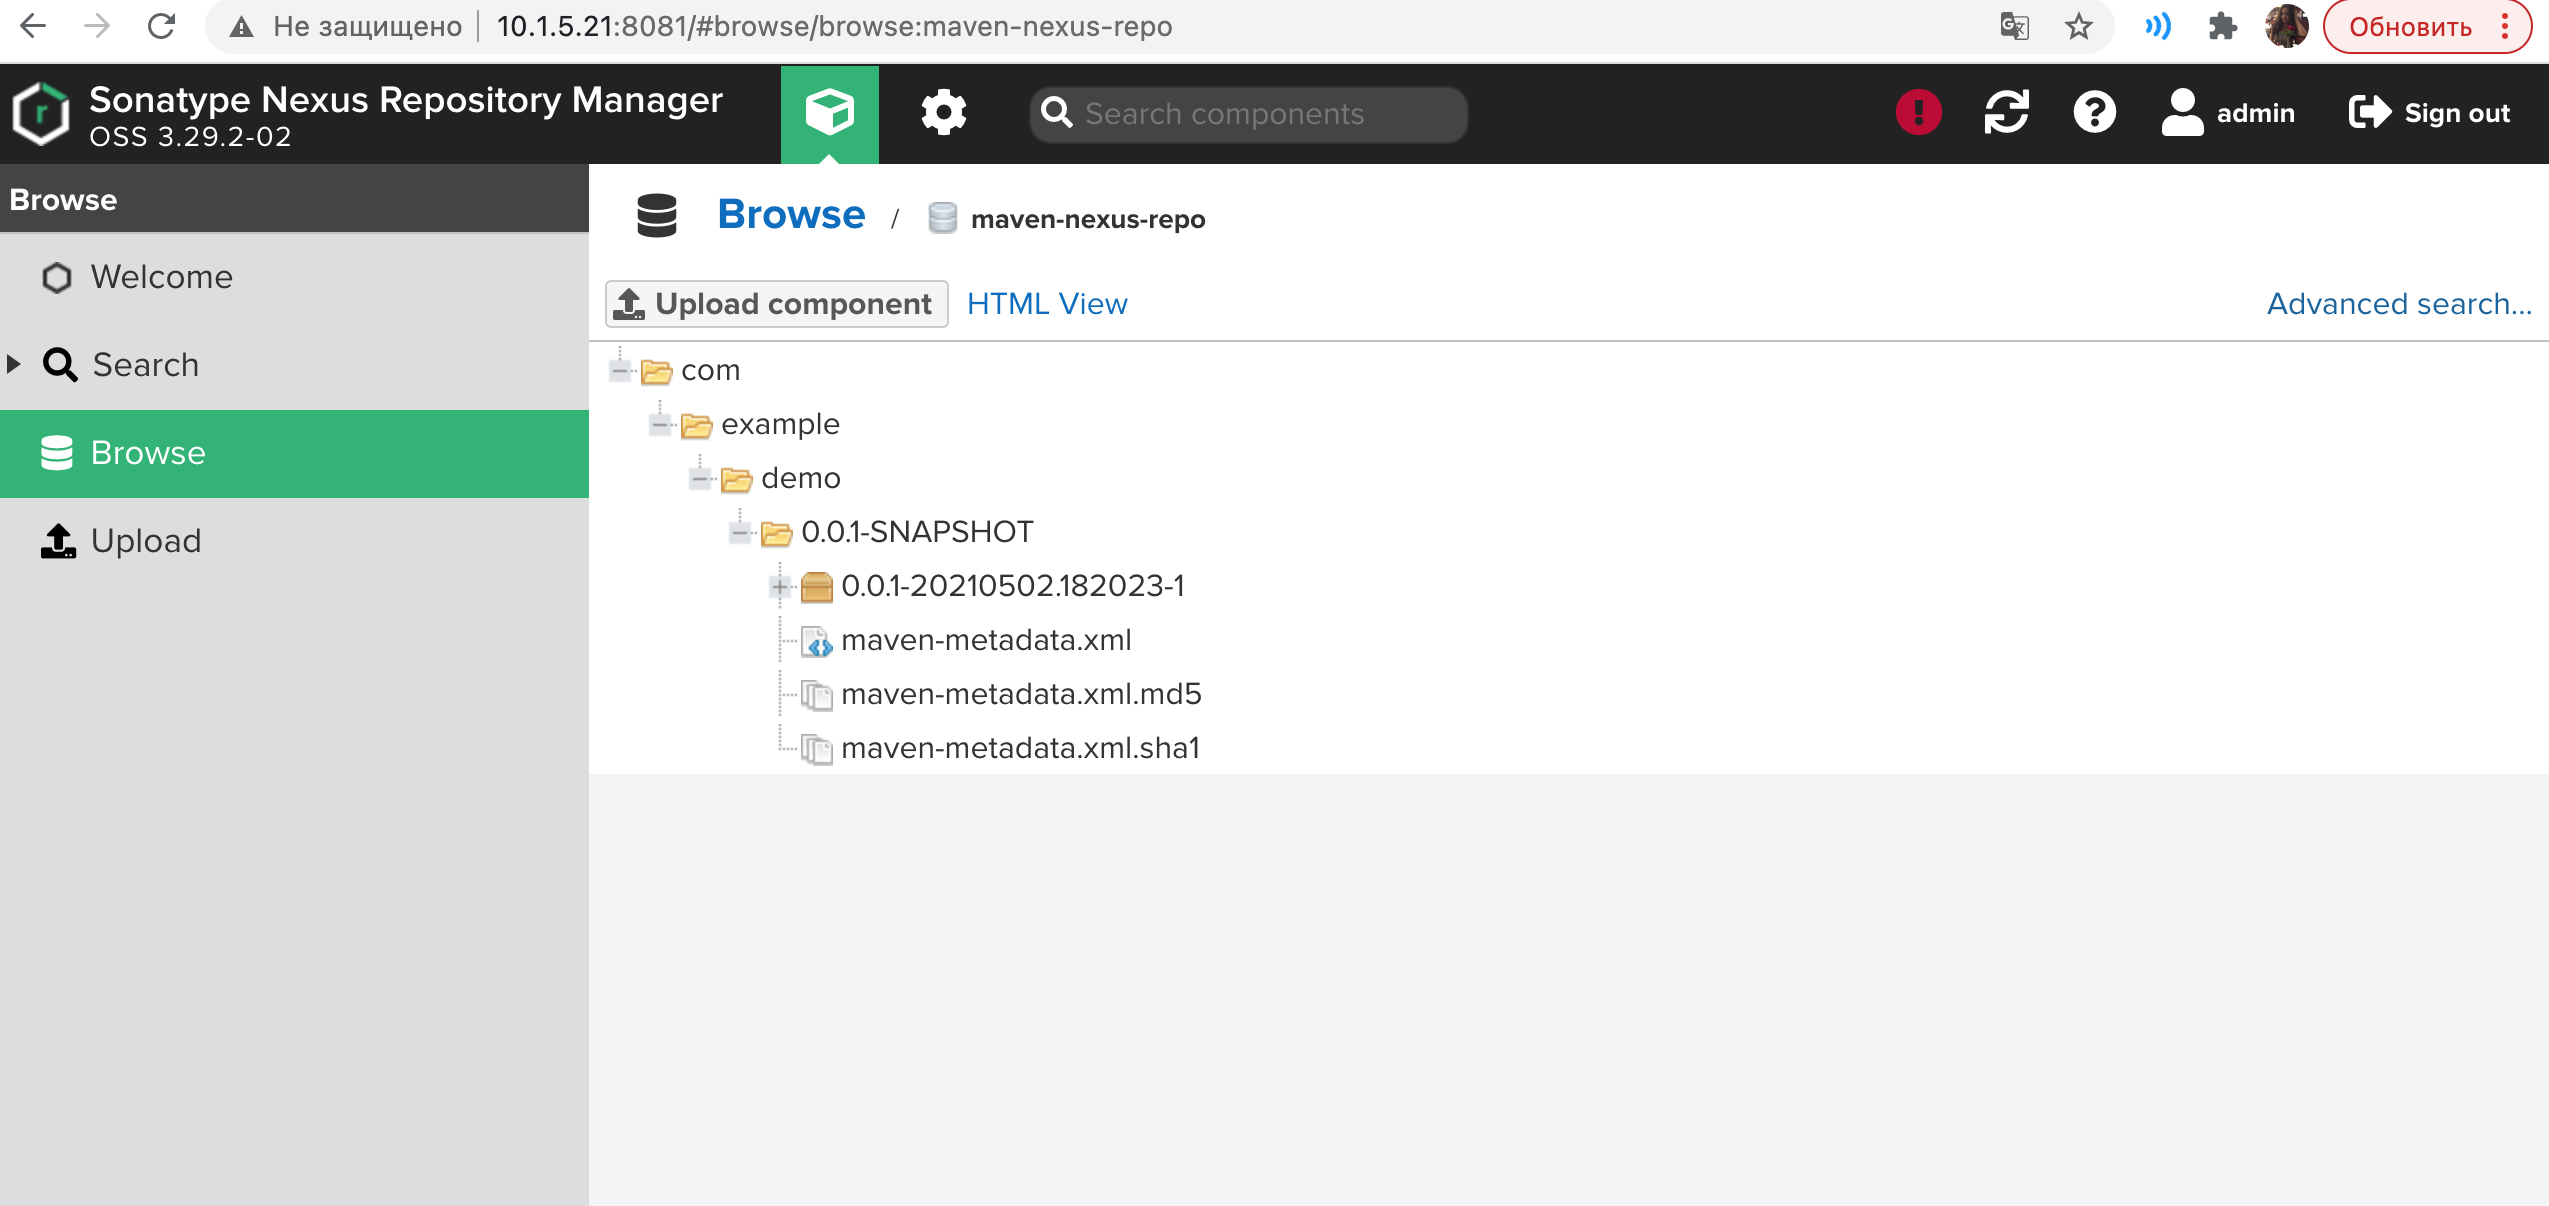 Не защищено 10.1.5.21:8081/#browse/browse:maven-nexus-repo Обновить
Sonatype Nexus Repository Manager
OSS 3.29.2-02
Search components
admin
Sign out
Browse
Welcome
Search
Browse
Upload
Browse / maven-nexus-repo
Upload component HTML View Advanced search...
com
example
demo
0.0.1-SNAPSHOT
0.0.1-20210502.182023-1
maven-metadata.xml
maven-metadata.xml.md5
maven-metadata.xml.sha1